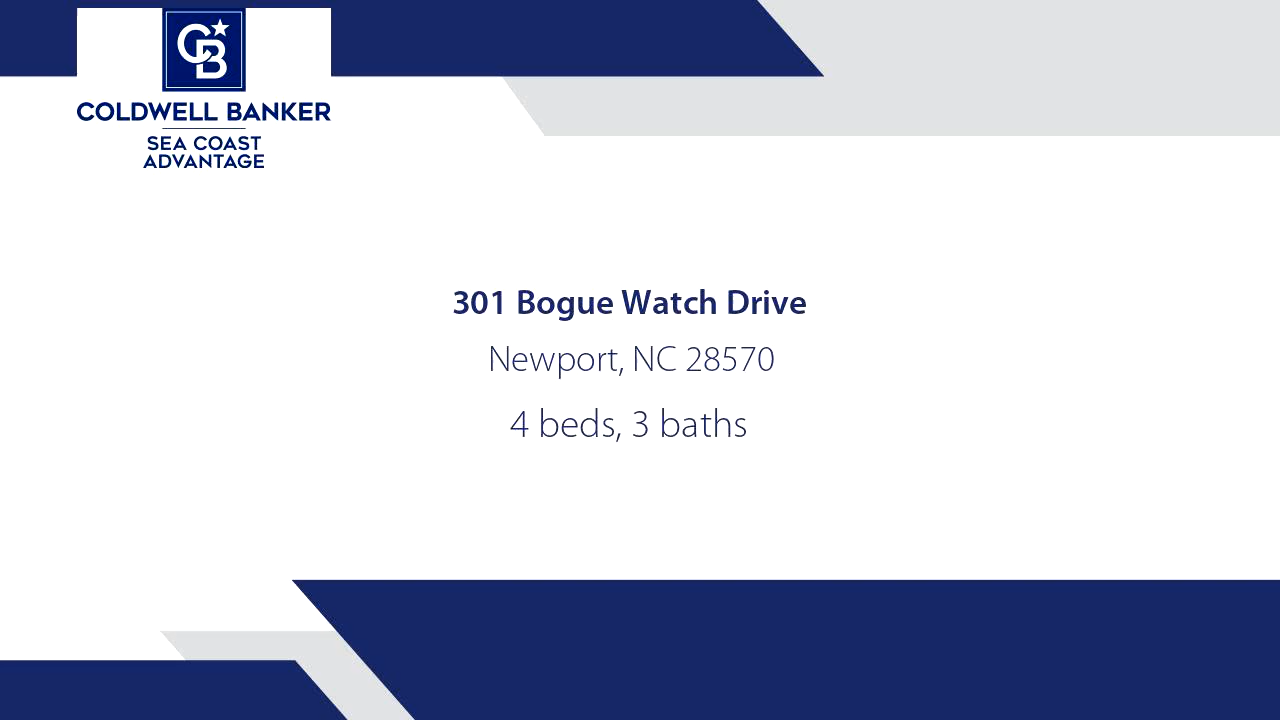 CB
COLDWELL BANKER
SEA COAST
ADVANTAGE
301 Bogue Watch Drive
Newport, NC 28570
4 beds, 3 baths